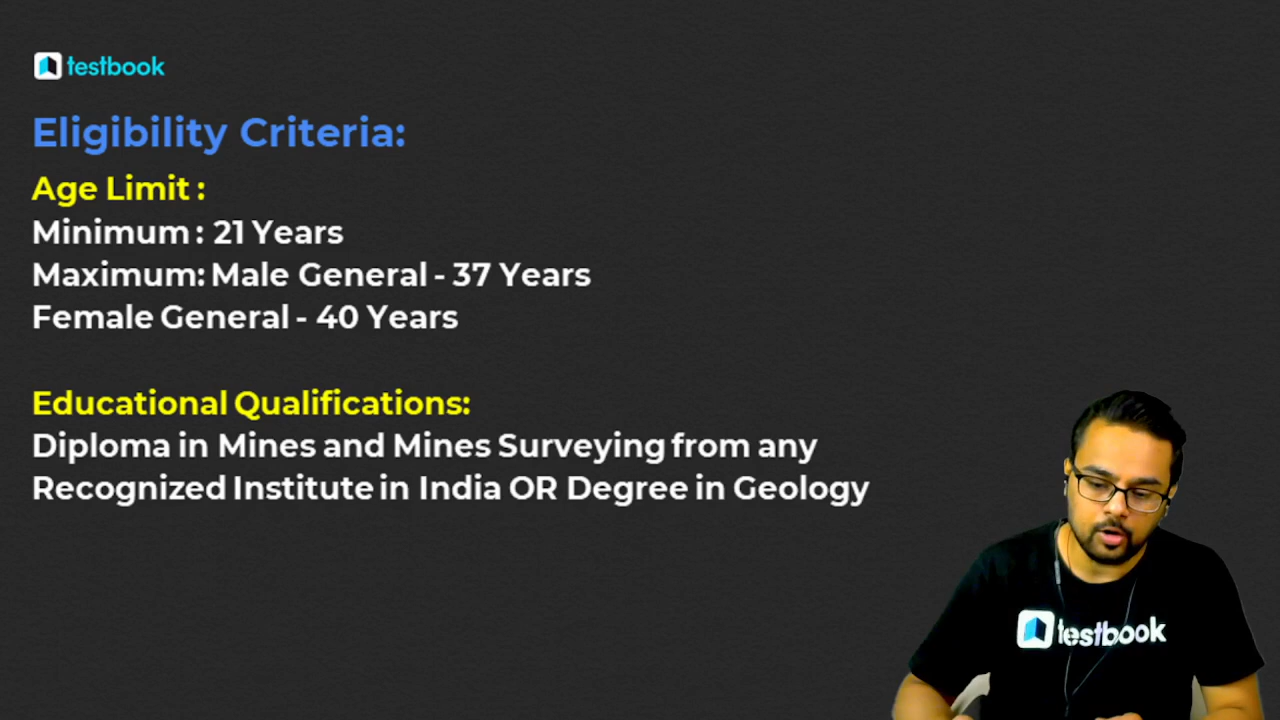 testbook
Eligibility Criteria:
Age Limit :
Minimum : 21 Years
Maximum: Male General - 37 Years
Female General - 40 Years
Educational Qualifications:
Diploma in Mines and Mines Surveying from any
Recognized Institute in India OR Degree in Geology
testbook